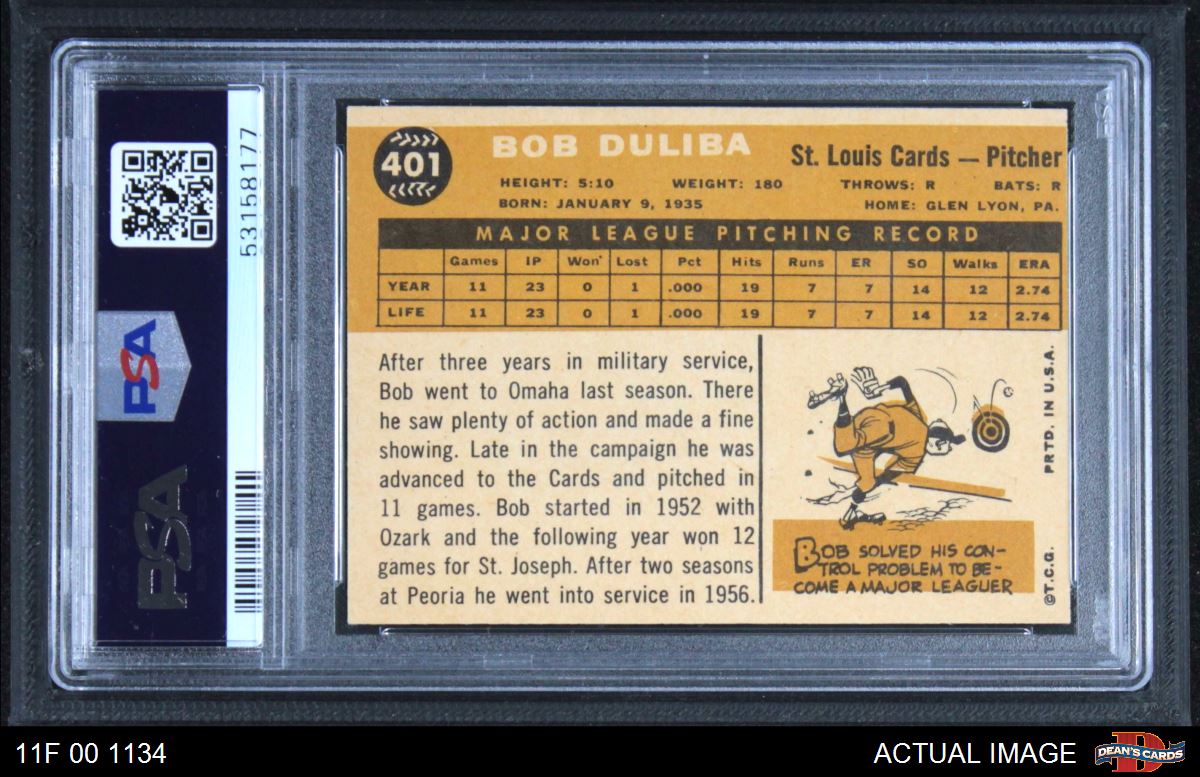 53158177
PSA
PSA
401
BOB DULIBA
St. Louis Cards — Pitcher
HEIGHT: 5:10 WEIGHT: 180 THROWS: R BATS: R
BORN: JANUARY 9, 1935 HOME: GLEN LYON, PA.
MAJOR LEAGUE PITCHING RECORD
Games IP Won Lost Pct Hits Runs ER SO Walks ERA
YEAR 11 23 0 1 .000 19 7 7 14 12 2.74
LIFE 11 23 0 1 .000 19 7 7 14 12 2.74
After three years in military service,
Bob went to Omaha last season. There
he saw plenty of action and made a fine
showing. Late in the campaign he was
advanced to the Cards and pitched in
11 games. Bob started in 1952 with
Ozark and the following year won 12
games for St. Joseph. After two seasons
at Peoria he went into service in 1956.
BOB SOLVED HIS CON-
TROL PROBLEM TO BE-
COME A MAJOR LEAGUER
©T.C.G. PRTD. IN U.S.A.
11F 00 1134
ACTUAL IMAGE
DEAN'S CARDS